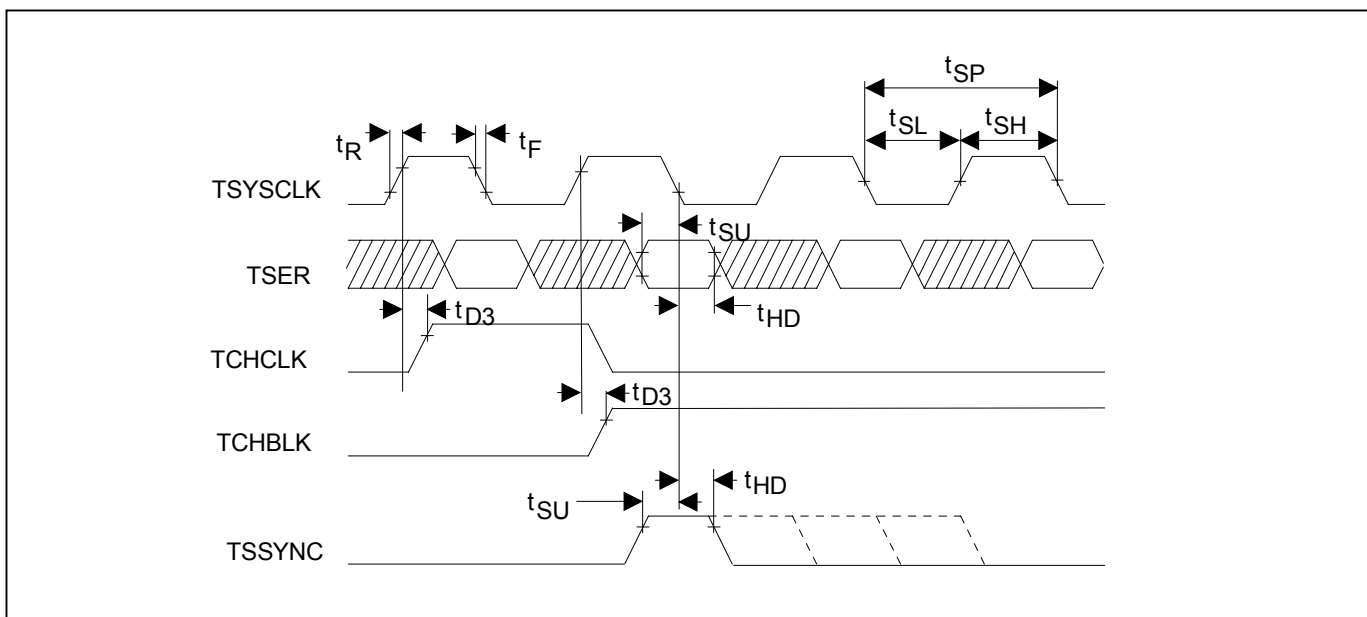 tSP
tSL tSH
tR tF
TSYSCLK
tSU
TSER
tD3 tHD
TCHCLK
tD3
TCHBLK
tHD
tSU
TSSYNC